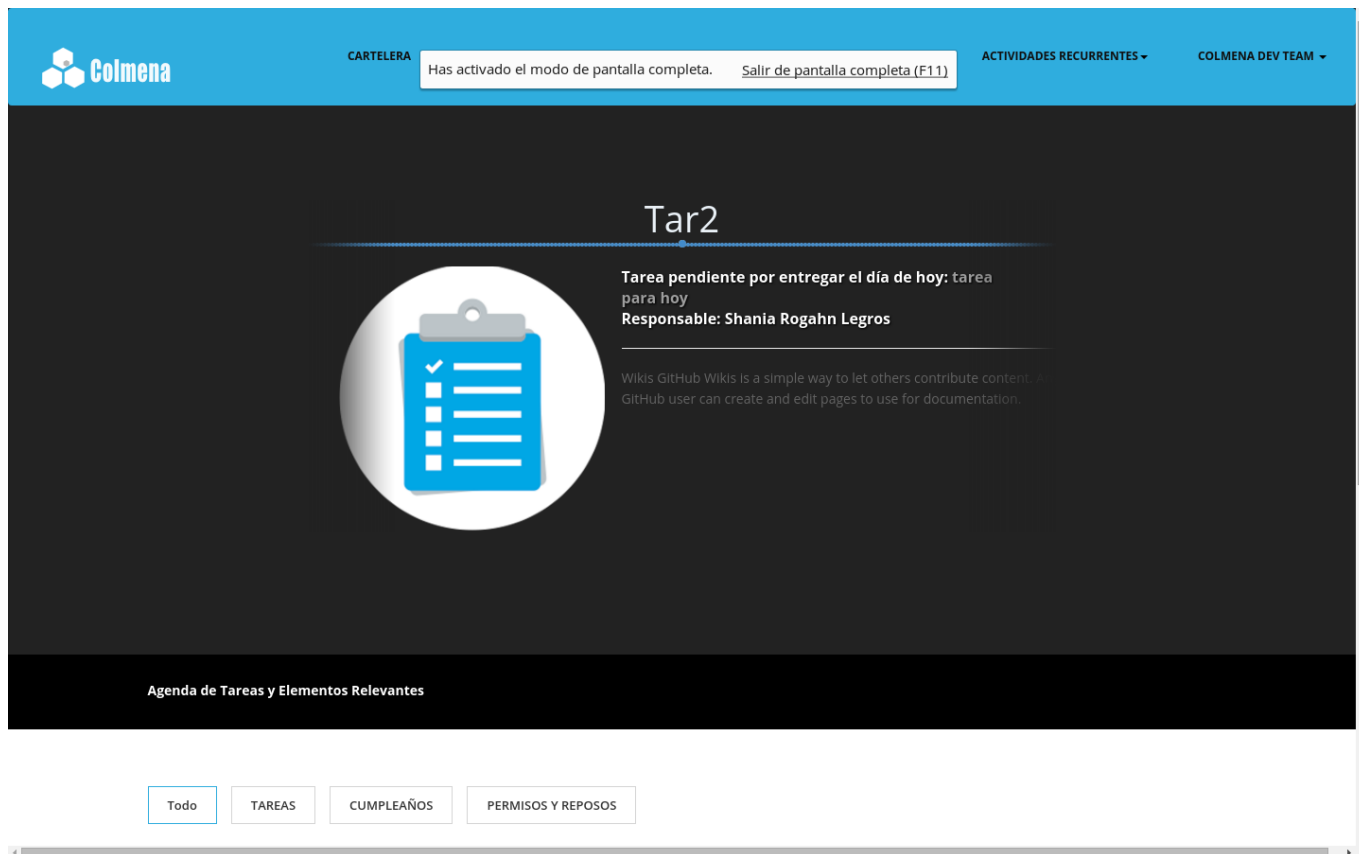 Colmena
CARTELERA
Has activado el modo de pantalla completa. Salir de pantalla completa (F11)
ACTIVIDADES RECURRENTES
COLMENA DEV TEAM
Tar2
Tarea pendiente por entregar el día de hoy: tarea
para hoy
Responsable: Shania Rogahn Legros
Wikis GitHub Wikis is a simple way to let others contribute content.
GitHub user can create and edit pages to use for documentation.
Agenda de Tareas y Elementos Relevantes
Todo
TAREAS
CUMPLEAÑOS
PERMISOS Y REPOSOS